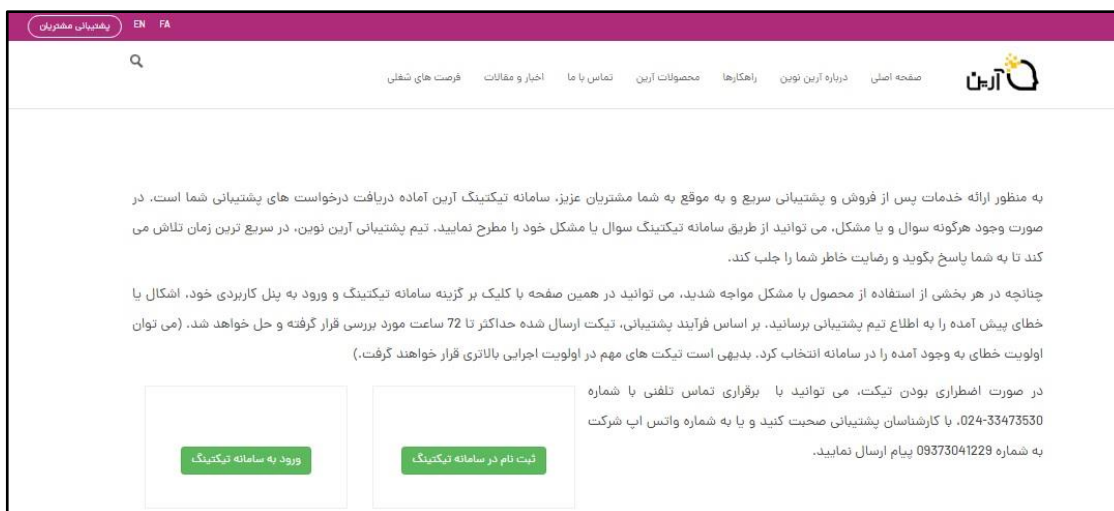 FA EN پشتیبانی مشتریان
آرین صفحه اصلی درباره آرین نوین راهکارها محصولات آرین تماس با ما اخبار و مقالات فرصت های شغلی
به منظور ارائه خدمات پس از فروش و پشتیبانی سریع و به موقع به شما مشتریان عزیز، سامانه تیکتینگ آرین آماده دریافت درخواست های پشتیبانی شما است. در
صورت وجود هرگونه سوال و یا مشکل، می توانید از طریق سامانه تیکتینگ سوال یا مشکل خود را مطرح نمایید. تیم پشتیبانی آرین نوین، در سریع ترین زمان تلاش می
کند تا به شما پاسخ بگوید و رضایت خاطر شما را جلب کند.
چنانچه در هر بخشی از استفاده از محصول با مشکل مواجه شدید، می توانید در همین صفحه با کلیک بر گزینه سامانه تیکتینگ و ورود به پنل کاربردی خود، اشکال یا
خطای پیش آمده را به اطلاع تیم پشتیبانی برسانید. بر اساس فرآیند پشتیبانی، تیکت ارسال شده حداکثر تا 72 ساعت مورد بررسی قرار گرفته و حل خواهد شد. (می توان
اولویت خطای به وجود آمده را در سامانه انتخاب کرد. بدیهی است تیکت های مهم در اولویت اجرایی بالاتری قرار خواهند گرفت.)
در صورت اضطراری بودن تیکت، می توانید با برقراری تماس تلفنی با شماره
024-33473530، با کارشناسان پشتیبانی صحبت کنید و یا به شماره واتس اپ شرکت
به شماره 09373041229 پیام ارسال نمایید.
ثبت نام در سامانه تیکتینگ
ورود به سامانه تیکتینگ